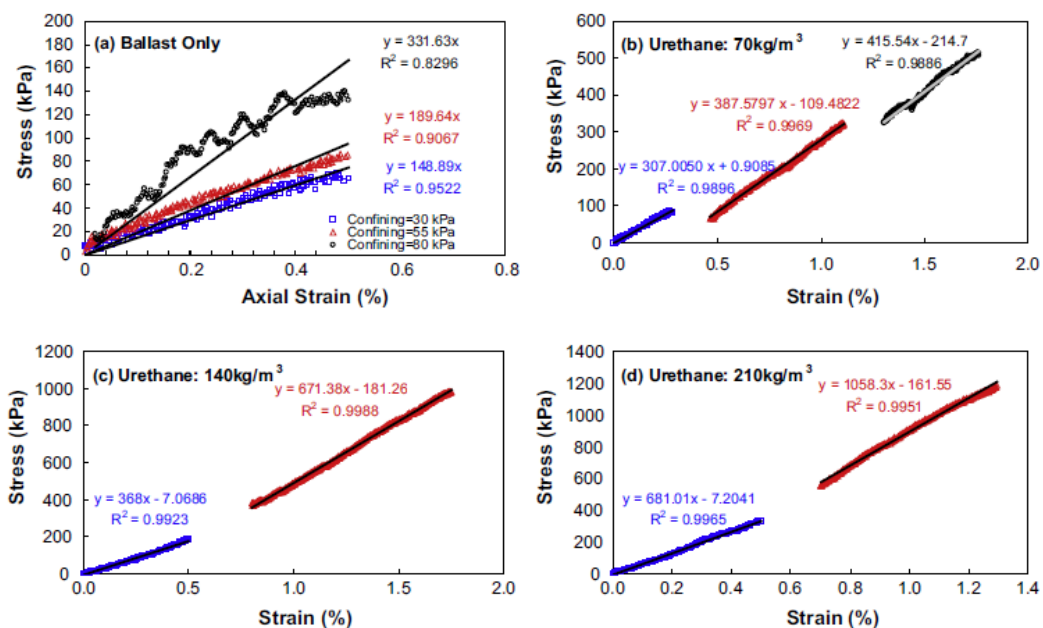 (a) Ballast Only
y = 331.63x
R² = 0.8296
y = 189.64x
R² = 0.9067
y = 148.89x
R² = 0.9522
Confining=30 kPa
Confining=55 kPa
Confining=80 kPa
Stress (kPa)
200
180
160
140
120
100
80
60
40
20
0
0 0.2 0.4 0.6 0.8
Axial Strain (%)
(b) Urethane: 70kg/m³
y = 415.54x - 214.7
R² = 0.9886
y = 387.5797 x - 109.4822
R² = 0.9969
y = 307.0050 x + 0.9085
R² = 0.9896
Stress (kPa)
600
500
400
300
200
100
0
0.0 0.5 1.0 1.5 2.0
Strain (%)
(c) Urethane: 140kg/m³
y = 671.38x - 181.26
R² = 0.9988
y = 368x - 7.0686
R² = 0.9923
Stress (kPa)
1200
1000
800
600
400
200
0
0.0 0.5 1.0 1.5 2.0
Strain (%)
(d) Urethane: 210kg/m³
y = 1058.3x - 161.55
R² = 0.9951
y = 681.01x - 7.2041
R² = 0.9965
Stress (kPa)
1400
1200
1000
800
600
400
200
0
0.0 0.2 0.4 0.6 0.8 1.0 1.2 1.4
Strain (%)